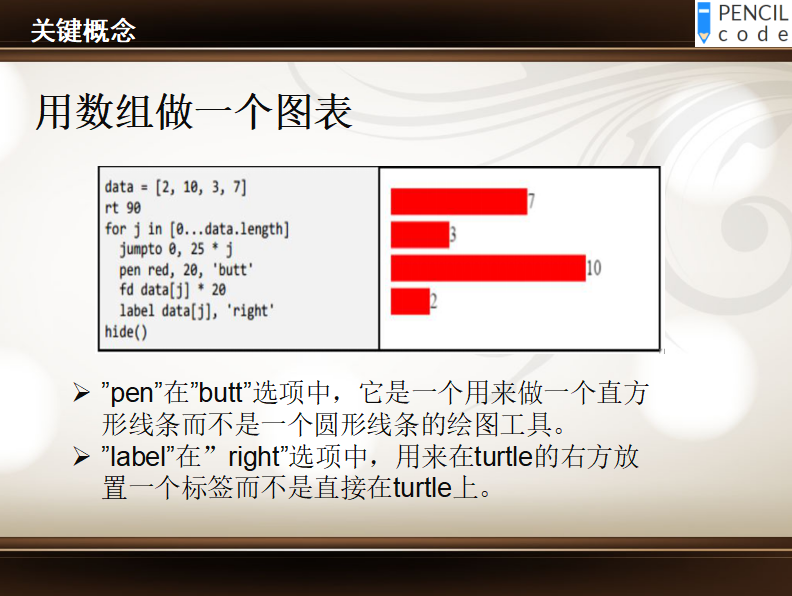 关键概念
PENCIL
code
用数组做一个图表
data = [2, 10, 3, 7]
rt 90
for j in [0...data.length]
jumpto 0, 25 * j
pen red, 20, 'butt'
fd data[j] * 20
label data[j], 'right'
hide()
7
3
10
2
➢ ”pen”在”butt”选项中，它是一个用来做一个直方
形线条而不是一个圆形线条的绘图工具。
➢ ”label”在” right”选项中，用来在turtle的右方放
置一个标签而不是直接在turtle上。